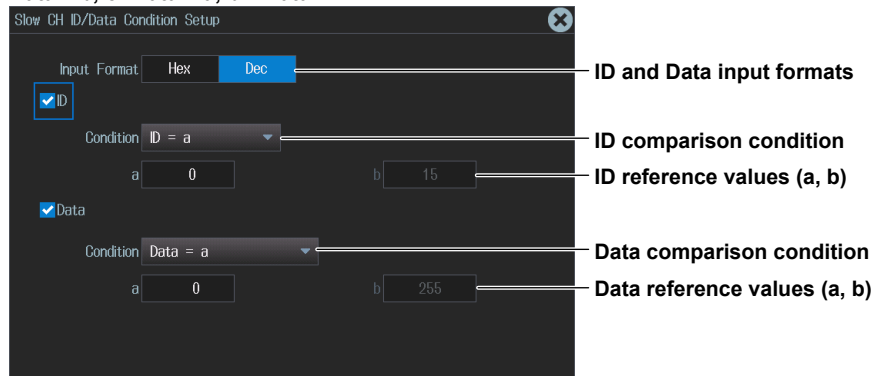 Slow CH ID/Data Condition Setup
Input Format Hex Dec
ID and Data input formats
ID
Condition ID = a
ID comparison condition
a 0 b 15
ID reference values (a, b)
Data
Condition Data = a
Data comparison condition
a 0 b 255
Data reference values (a, b)